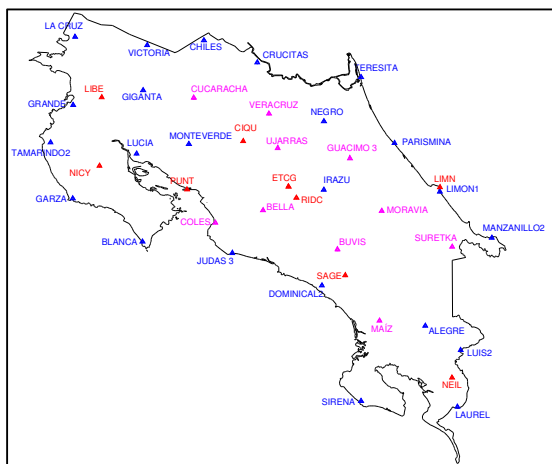 LA CRUZ
CHILES
VICTORIA
CRUCITAS
TERESITA
LIBE
GIGANTA
CUCARACHA
GRANDE
VERACRUZ
NEGRO
TAMARINDO2
LUCIA
MONTEVERDE
CIQU
UJARRAS
PARISMINA
GUACIMO 3
NICY
PUNT
ETCG
IRAZU
LIMN
LIMON1
GARZA
RIDC
BELLA
MORAVIA
COLES
BLANCA
JUDAS 3
BUVIS
SURETKA
MANZANILLO2
SAGE
DOMINICAL2
MAÍZ
ALEGRE
LUIS2
NEIL
SIRENA
LAUREL